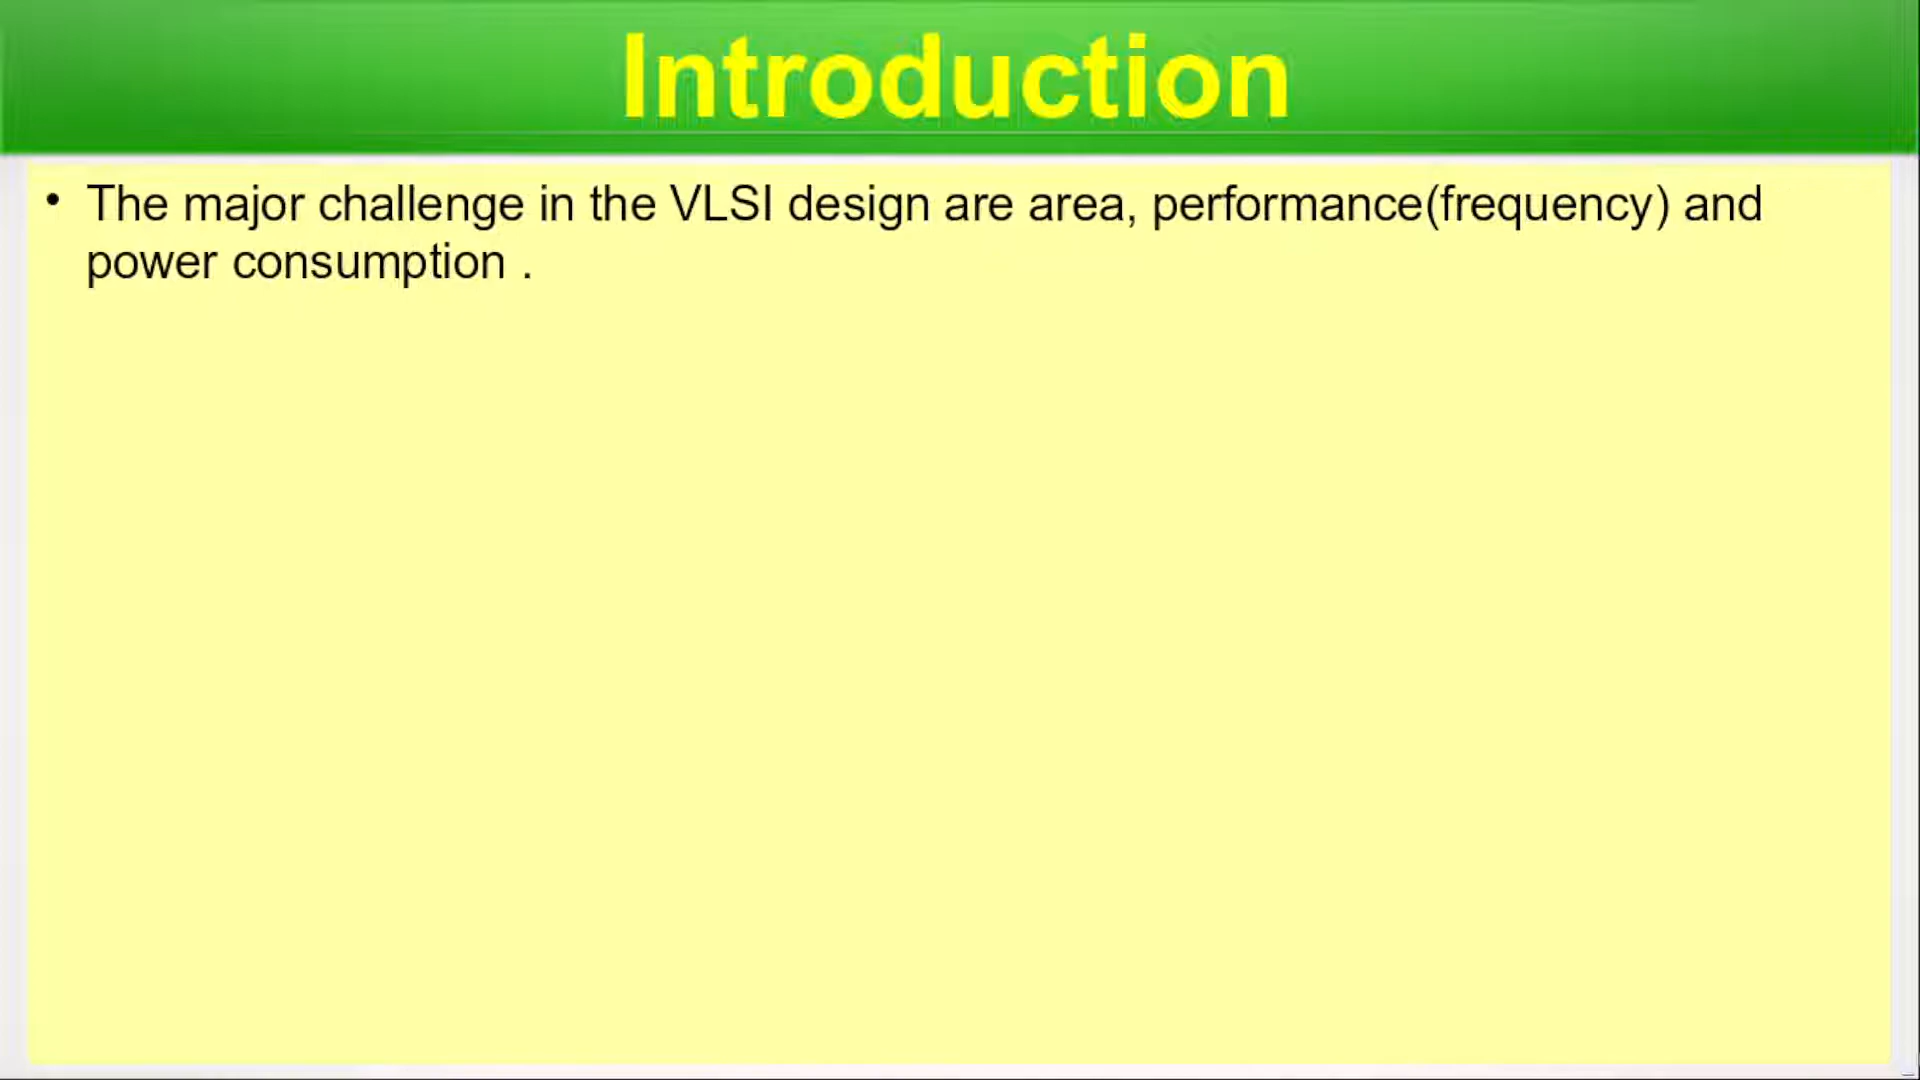 Introduction
• The major challenge in the VLSI design are area, performance(frequency) and
power consumption .